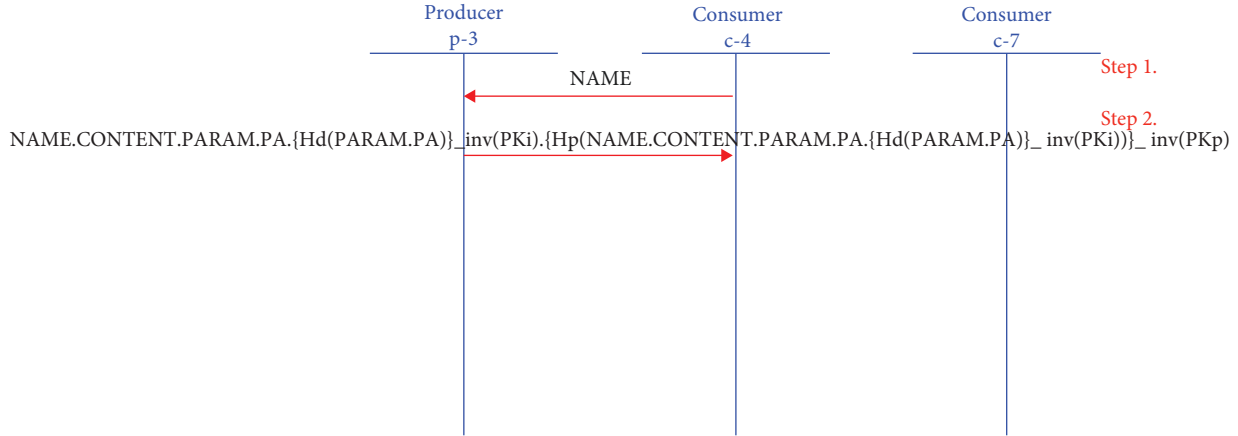 Producer
p-3
Consumer
c-4
Consumer
c-7
Step 1.
NAME
Step 2.
NAME.CONTENT.PARAM.PA.{Hd(PARAM.PA)}_inv(PKi).{Hp(NAME.CONTENT.PARAM.PA.{Hd(PARAM.PA)}_ inv(PKi))}_ inv(PKp)